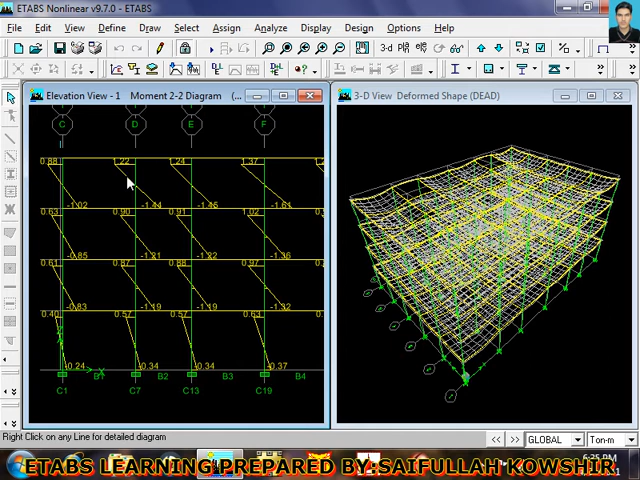 ETABS Nonlinear v9.7.0 - ETABS
File Edit View Define Draw Select Assign Analyze Display Design Options Help
3-d
Elevation View - 1 Moment 2-2 Diagram (...
3-D View Deformed Shape (DEAD)
C D E F
0.88 1.22 1.24 1.37
-1.02 -1.44 -1.45 -1.61
0.63 0.90 0.91 1.02
-0.85 -1.21 -1.22 -1.36
0.61 0.87 0.88 0.97
-0.83 -1.19 -1.19 -1.32
0.40 0.57 0.57 0.63
-0.24 -0.34 -0.34 -0.37
X
B1 B2 B3 B4
C1 C7 C13 C19
Right Click on any Line for detailed diagram
<< >> GLOBAL Ton-m
ETABS LEARNING PREPARED BY:SAIFULLAH KOWSHIR